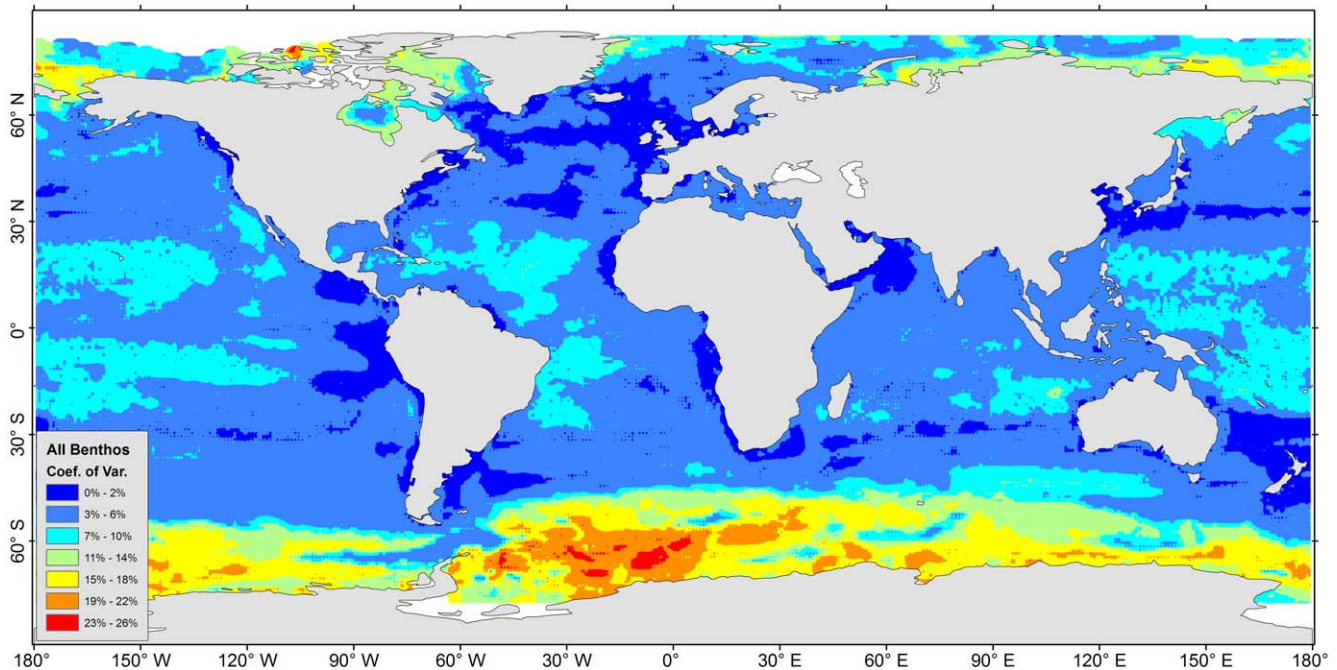 60° N
30° N
0°
30° S
60° S
All Benthos
Coef. of Var.
0% - 2%
3% - 6%
7% - 10%
11% - 14%
15% - 18%
19% - 22%
23% - 26%
180° 150° W 120° W 90° W 60° W 30° W 0° 30° E 60° E 90° E 120° E 150° E 180°